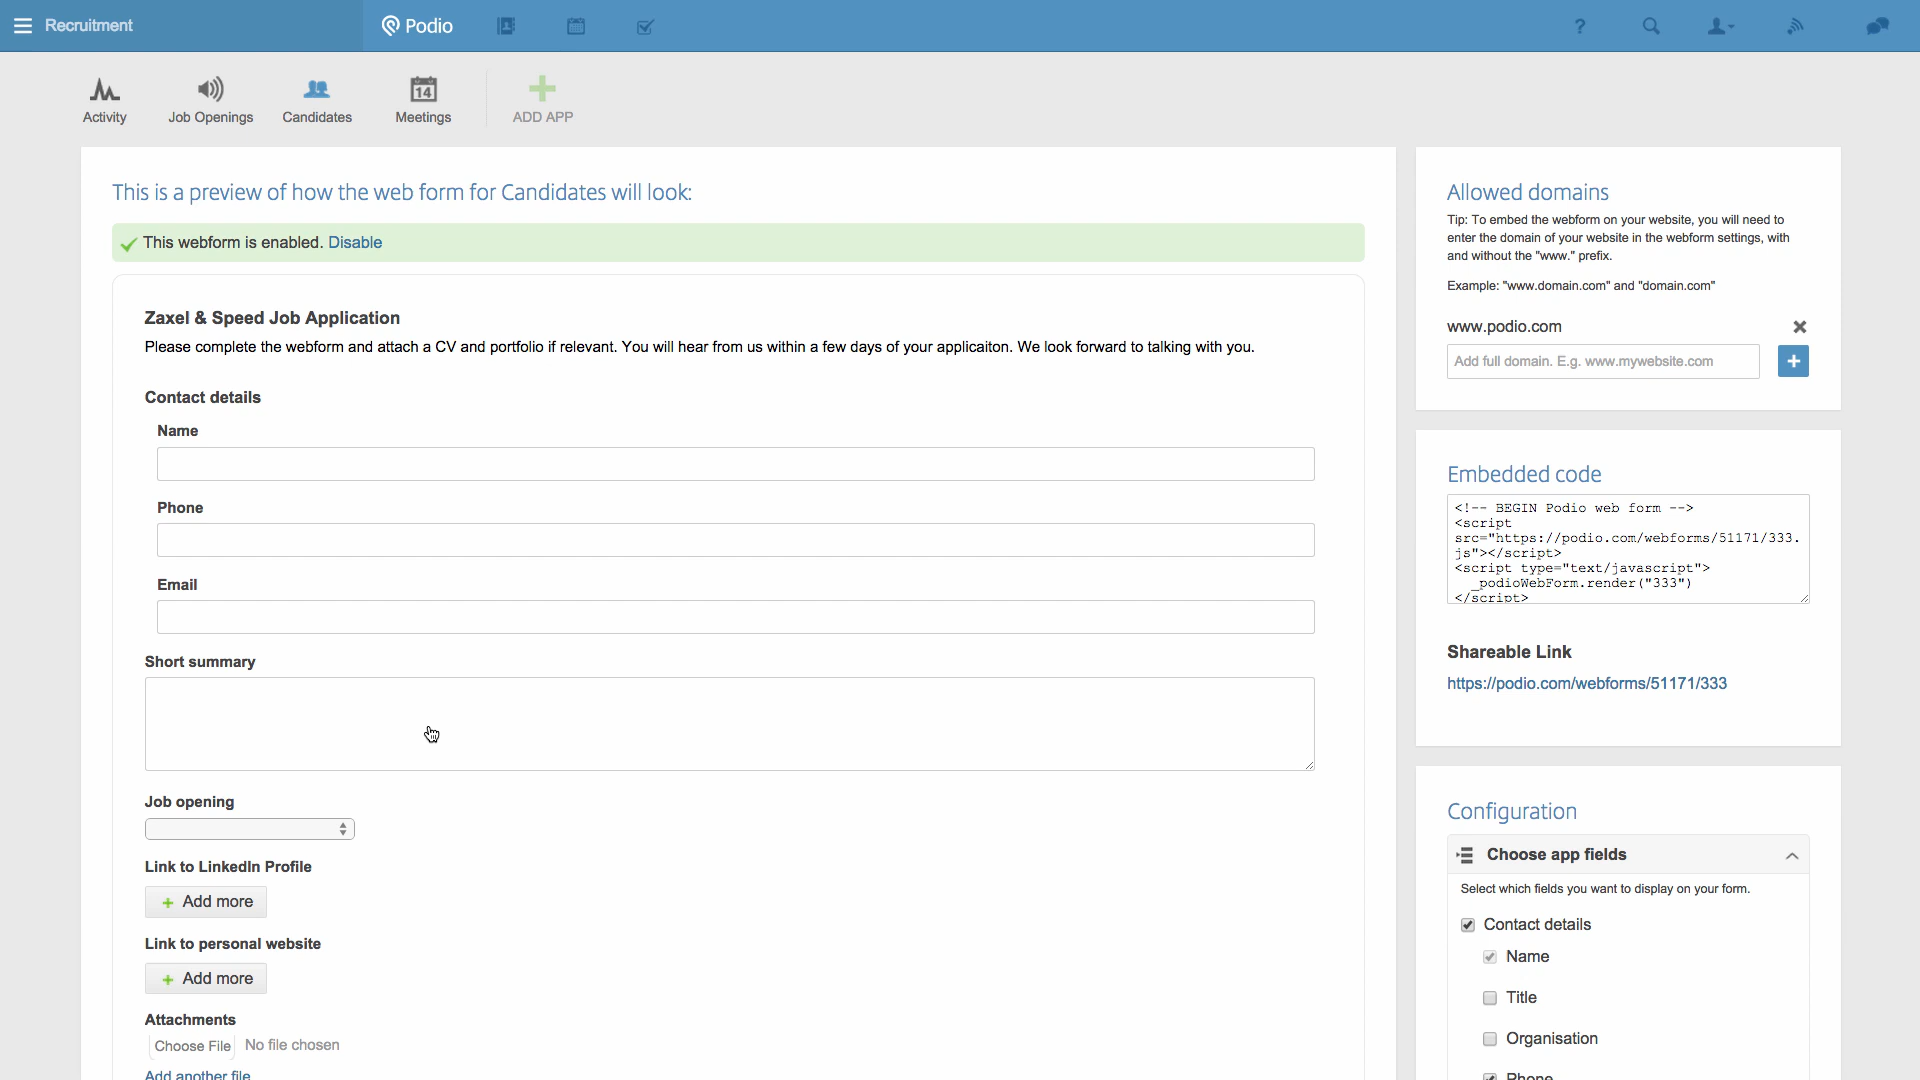 Recruitment
Podio
?
Activity
Job Openings
Candidates
14
Meetings
ADD APP
This is a preview of how the web form for Candidates will look:
This webform is enabled. Disable
Zaxel & Speed Job Application
Please complete the webform and attach a CV and portfolio if relevant. You will hear from us within a few days of your applicaiton. We look forward to talking with you.
Contact details
Name
Phone
Email
Short summary
Job opening
Link to LinkedIn Profile
+ Add more
Link to personal website
+ Add more
Attachments
Choose File No file chosen
Add another file
Allowed domains
Tip: To embed the webform on your website, you will need to
enter the domain of your website in the webform settings, with
and without the "www." prefix.
Example: "www.domain.com" and "domain.com"
www.podio.com
Add full domain. E.g. www.mywebsite.com
+
Embedded code
<!-- BEGIN Podio web form -->
<script
src="https://podio.com/webforms/51171/333.
js"></script>
<script type="text/javascript">
_podioWebForm.render("333")
</script>
Shareable Link
https://podio.com/webforms/51171/333
Configuration
Choose app fields
Select which fields you want to display on your form.
Contact details
Name
Title
Organisation
Phone